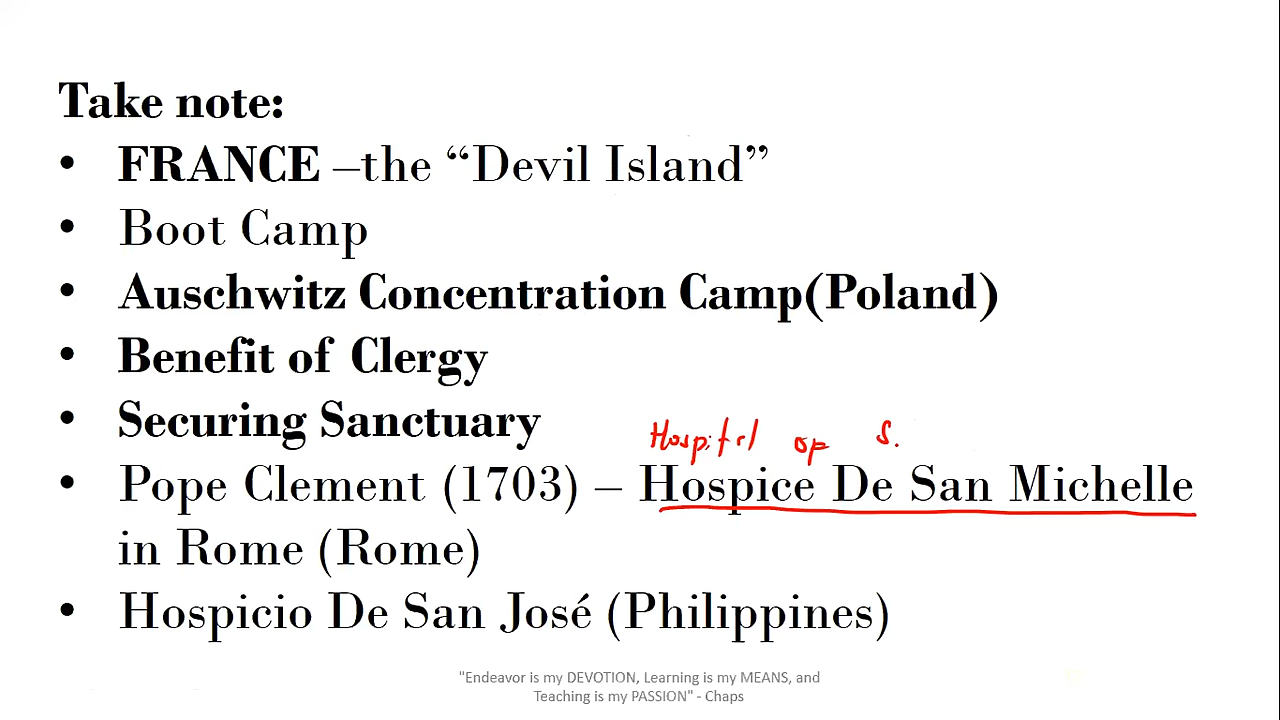 Take note:
• FRANCE –the “Devil Island”
• Boot Camp
• Auschwitz Concentration Camp(Poland)
• Benefit of Clergy
• Securing Sanctuary
Hospital op S.
• Pope Clement (1703) – Hospice De San Michelle
in Rome (Rome)
• Hospicio De San José (Philippines)
"Endeavor is my DEVOTION, Learning is my MEANS, and
Teaching is my PASSION" - Chaps